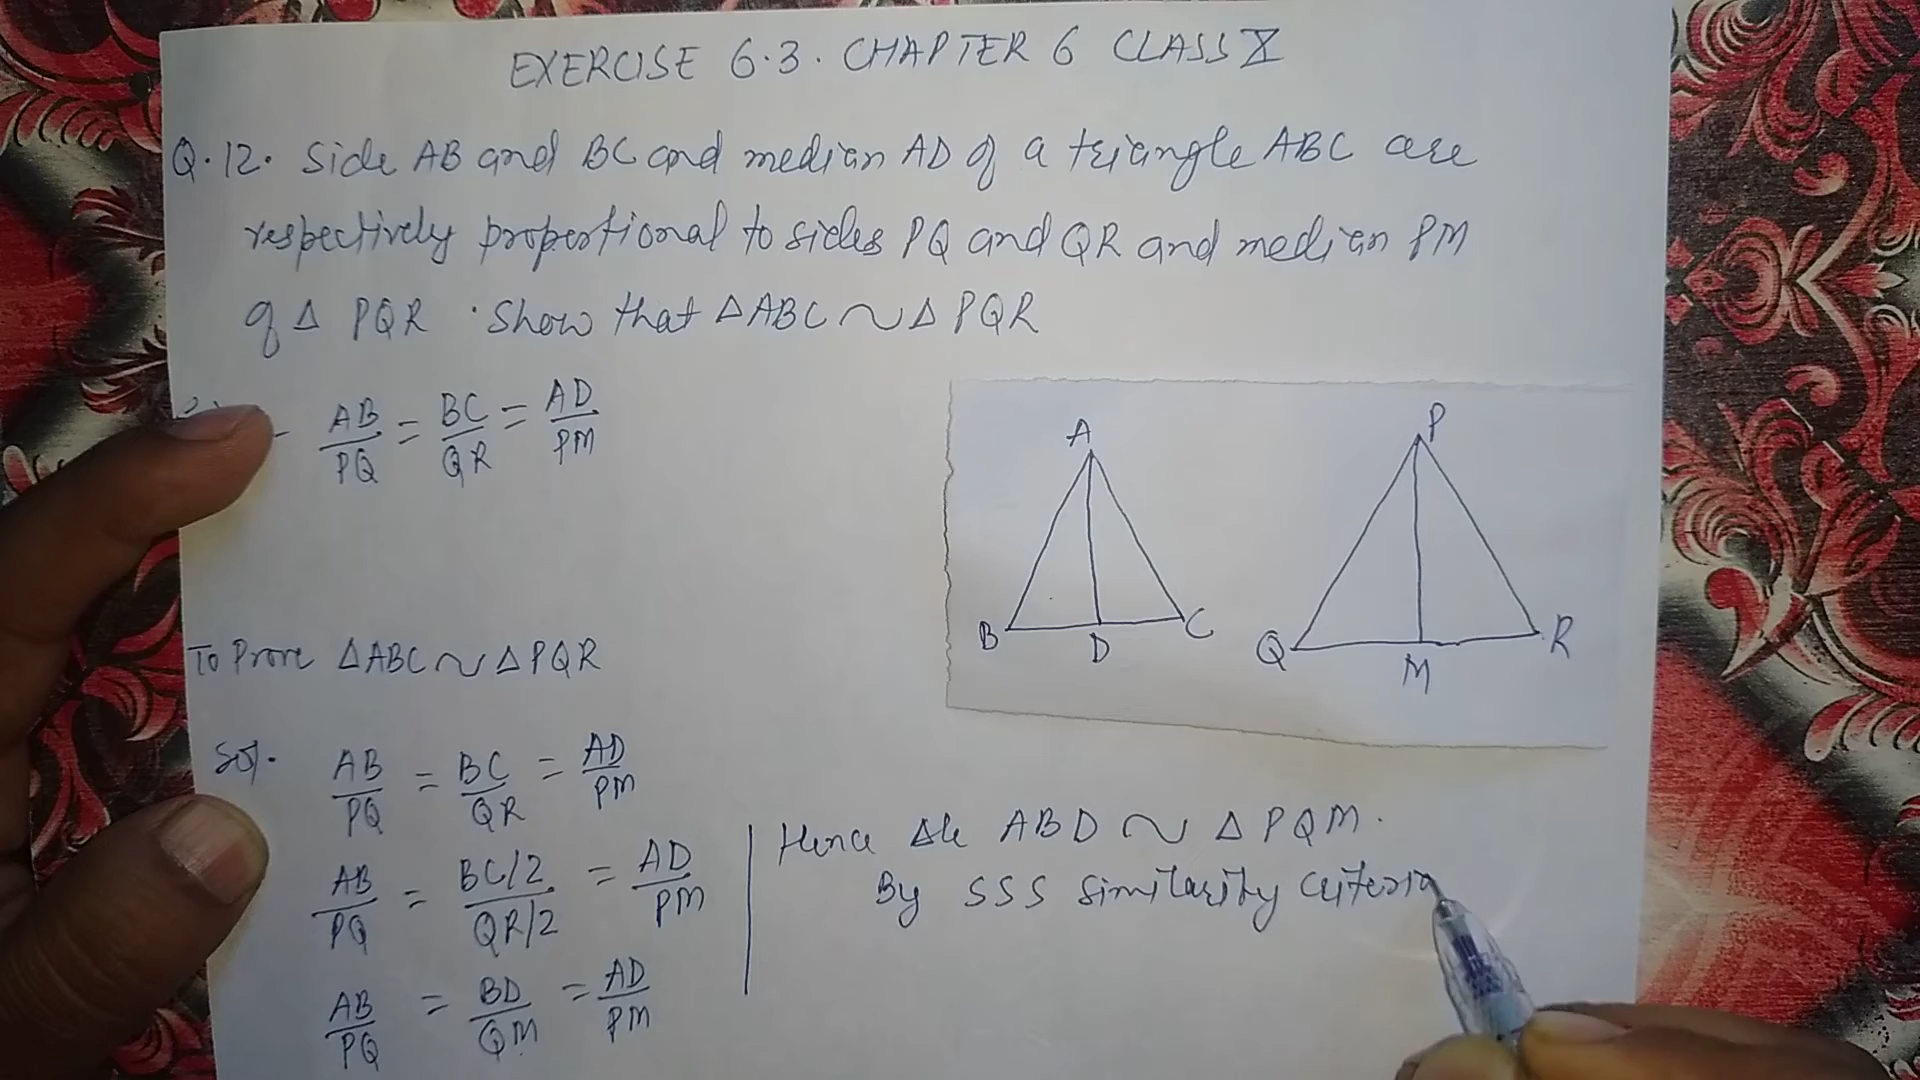 EXERCISE 6.3. CHAPTER 6 CLASS X
Q.12. Side AB and BC and median AD of a triangle ABC are
respectively proportional to sides PQ and QR and median PM
of Δ PQR. Show that ΔABC ~ Δ PQR
AB/PQ = BC/QR = AD/PM
A
P
B
D
C
Q
M
R
To Prove ΔABC ~ Δ PQR
Sol. AB/PQ = BC/QR = AD/PM
AB/PQ = BC/2 / QR/2 = AD/PM
AB/PQ = BD/QM = AD/PM
Hence Δle ABD ~ Δ PQM.
By SSS Similarity Criteria